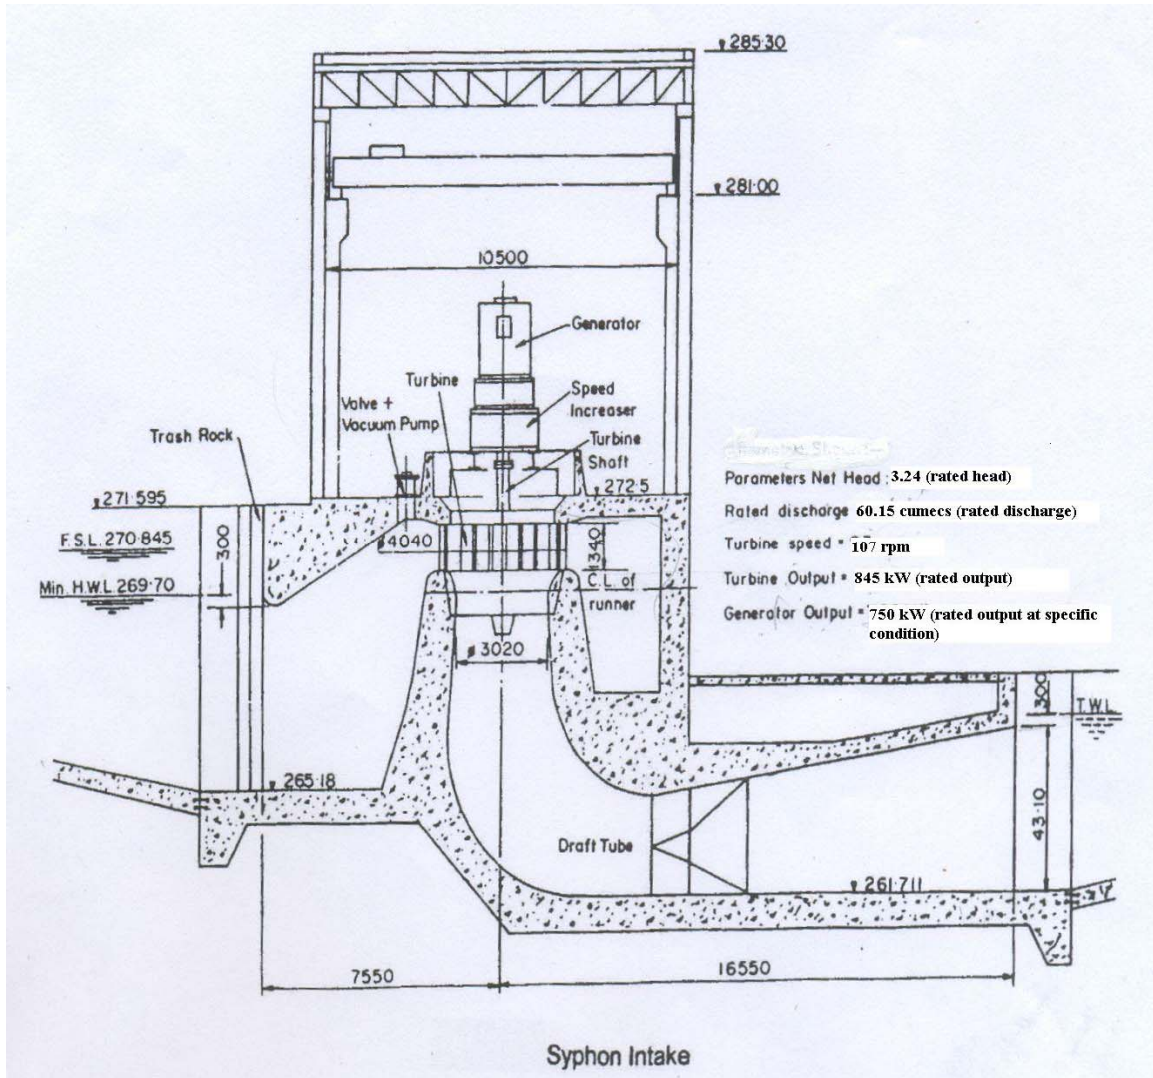 285·30
281·00
10500
Generator
Turbine
Speed
Increaser
Valve +
Vacuum Pump
Trash Rock
Turbine
Shaft
271·595
272·5
Parameters Net Head : 3.24 (rated head)
Rated discharge 60.15 cumecs (rated discharge)
Turbine speed = 107 rpm
Turbine Output = 845 kW (rated output)
Generator Output = 750 kW (rated output at specific
condition)
F.S.L. 270·845
300
ø4040
1340
Min. H.W.L. 269·70
C.L. of
runner
ø 3020
300
T.W.L.
265·18
43·10
Draft Tube
261.711
7550
16550
Syphon Intake